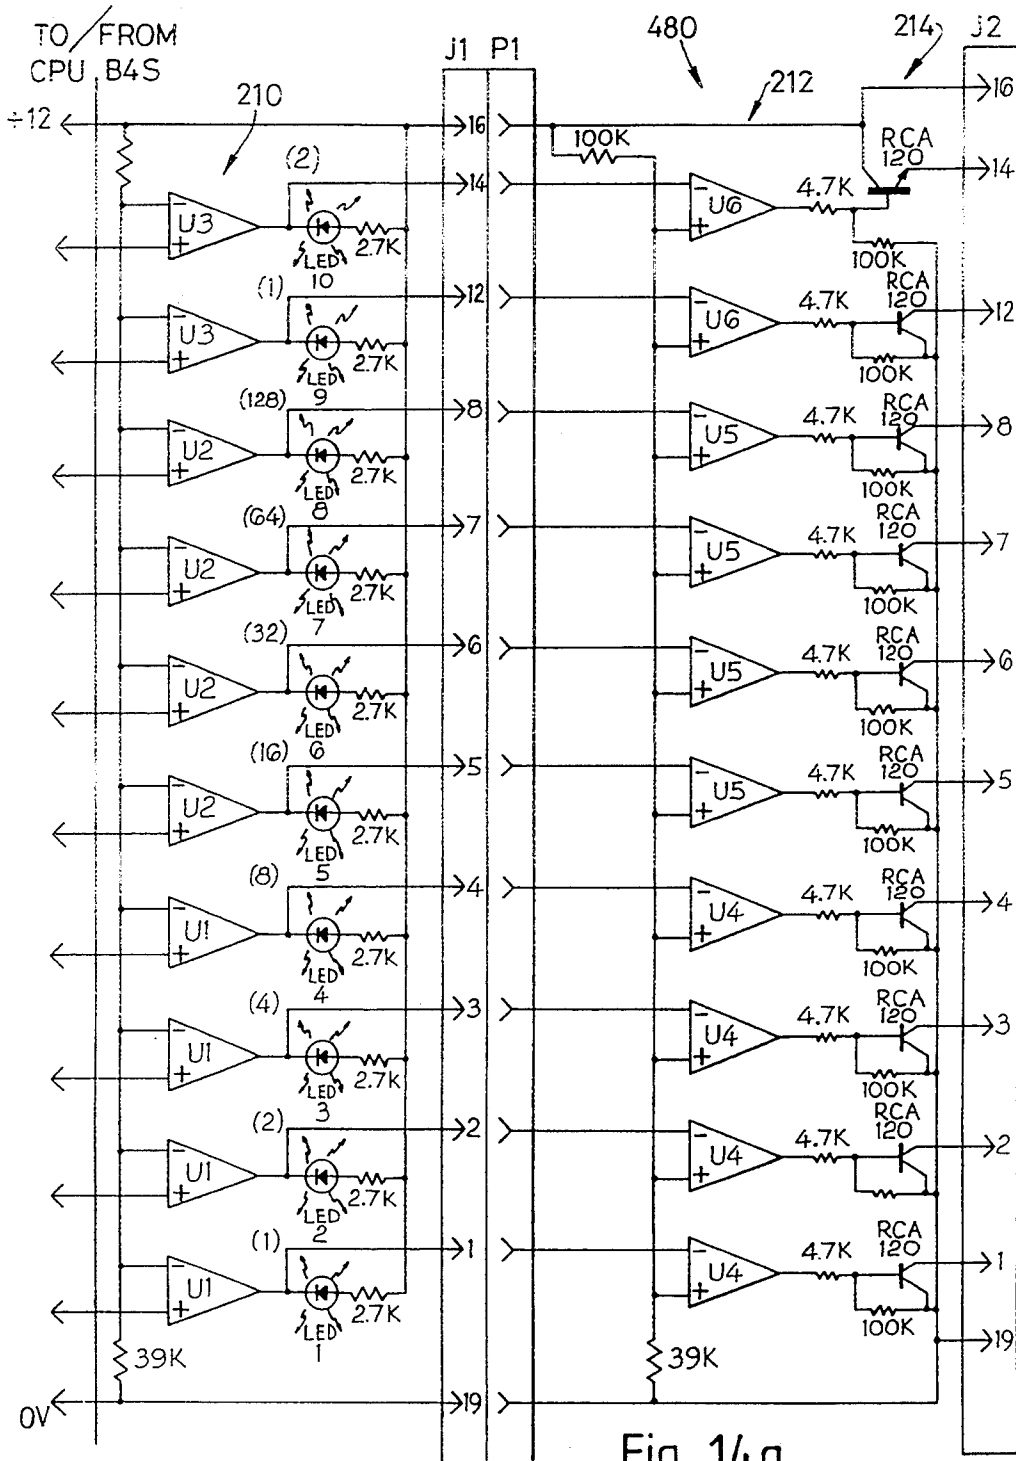 TO/FROM
CPU B4S
J1 P1
480
214
J2
210
212
÷12
16
16
100K
RCA
120
(2)
14
14
U3
LED
10
2.7K
U6
4.7K
100K
(1)
12
RCA
120
12
U3
LED
9
2.7K
U6
4.7K
100K
(128)
8
RCA
120
8
U2
LED
8
2.7K
U5
4.7K
100K
(64)
7
RCA
120
7
U2
LED
7
2.7K
U5
4.7K
100K
(32)
6
RCA
120
6
U2
LED
6
2.7K
U5
4.7K
100K
(16)
5
RCA
120
5
U2
LED
5
2.7K
U5
4.7K
100K
(8)
4
RCA
120
4
U1
LED
4
2.7K
U4
4.7K
100K
(4)
3
RCA
120
3
U1
LED
3
2.7K
U4
4.7K
100K
(2)
2
RCA
120
2
U1
LED
2
2.7K
U4
4.7K
(1)
1
RCA
120
1
U1
LED
1
2.7K
U4
4.7K
100K
39K
39K
19
0V
19
Fig. 14a